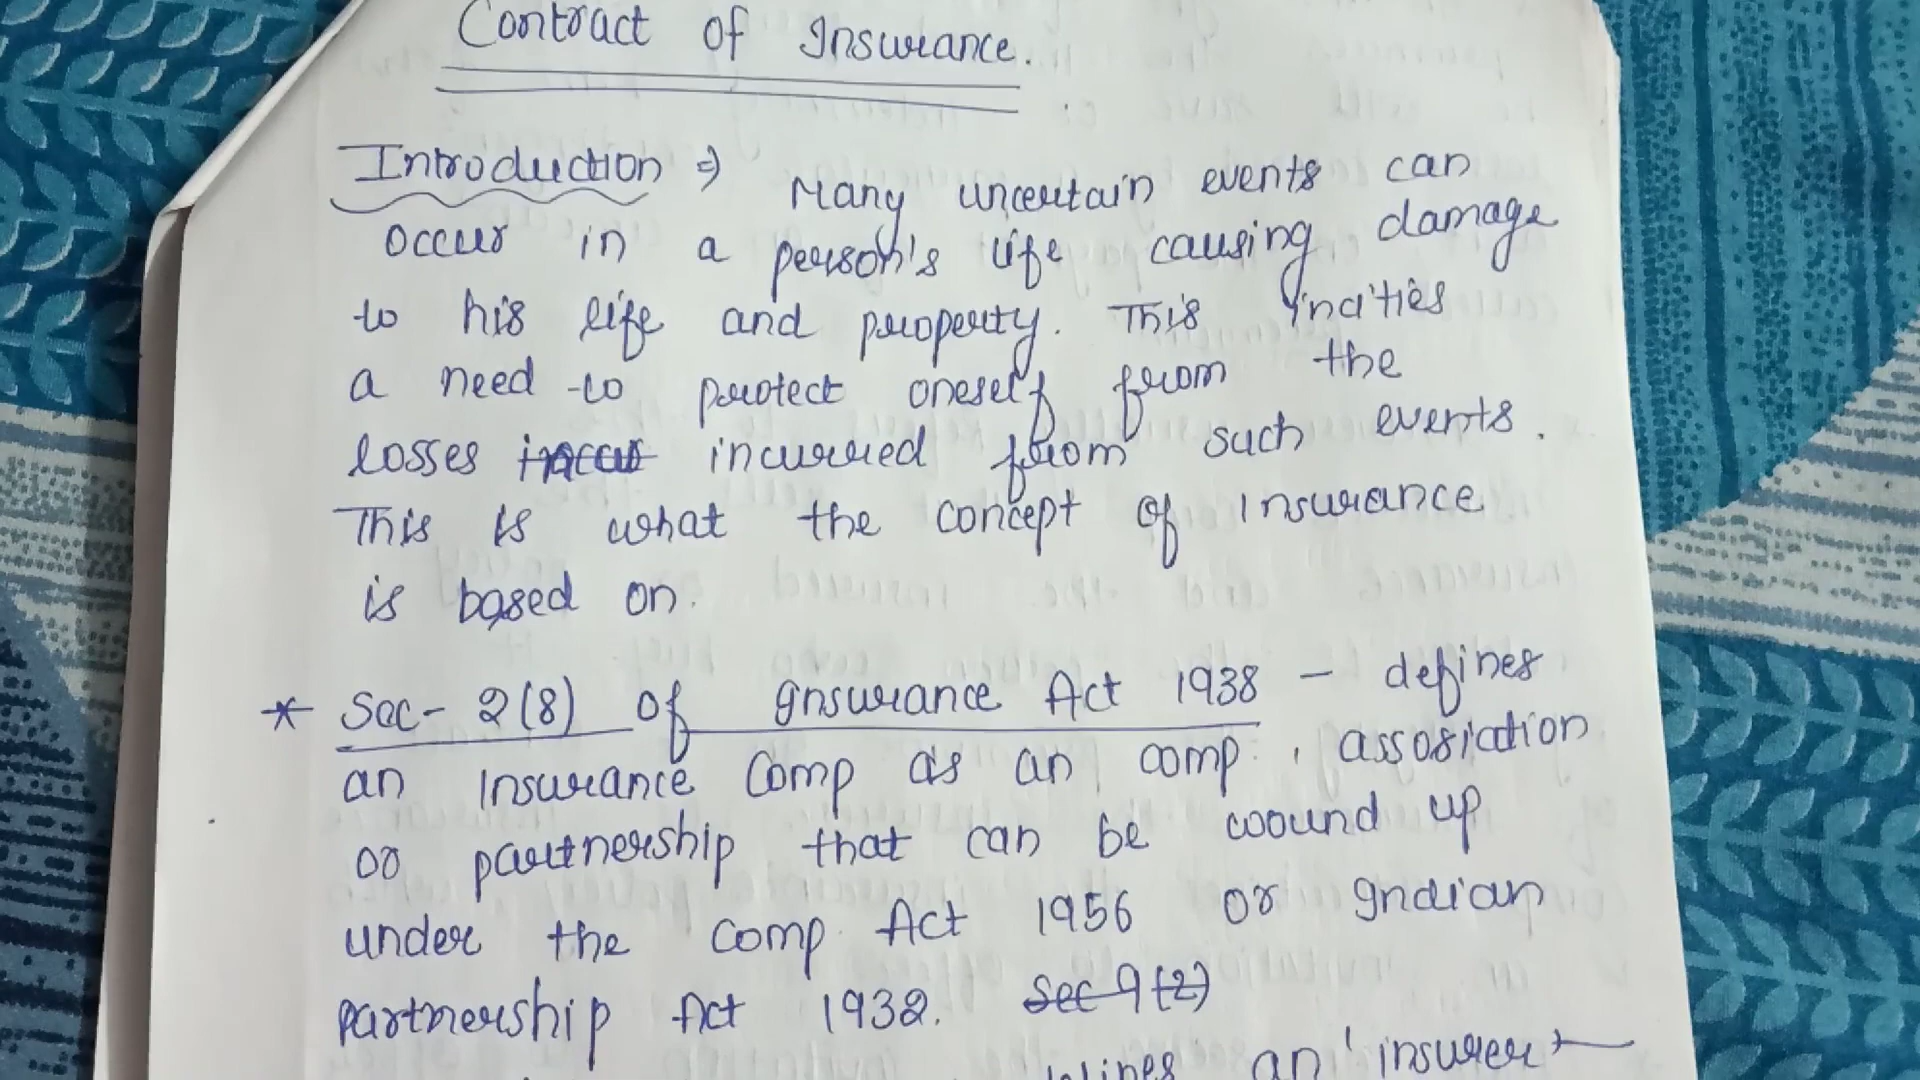 Contract of Insurance.
Introduction ⇒ Many uncertain events can
occur in a person's life causing damage
to his life and property. This incities
a need to protect oneself from the
losses incurred from such events.
This is what the concept of insurance
is based on.
* Sec- 2(8) of Insurance Act 1938 - defines
an insurance comp as an comp, assosication
or partnership that can be woound up
under the comp. Act 1956 or Indian
Partnership Act 1932. Sec 9(2)
defines an 'insurer'